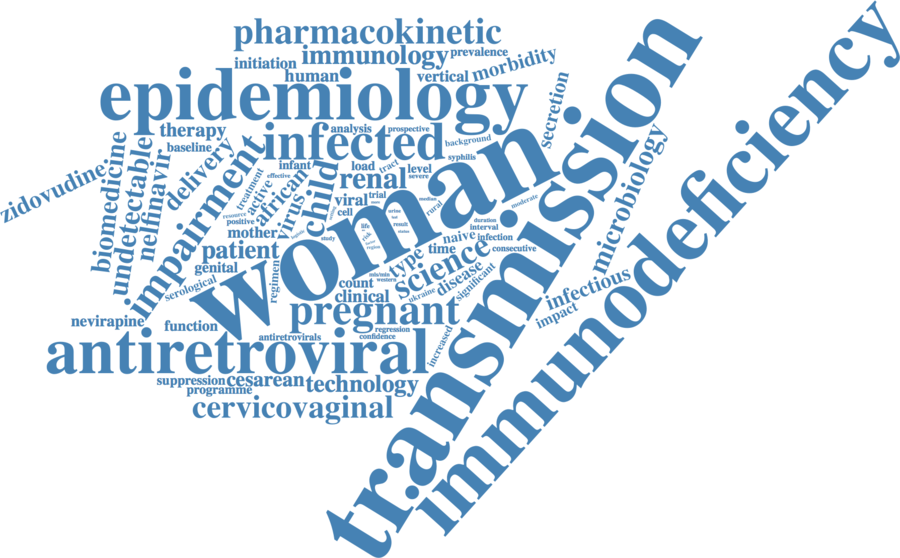 pharmacokinetic
immunology
prevalence
initiation
human
vertical
morbidity
epidemiology
secretion
therapy
infected
analysis
prospective
background
baseline
delivery
syphilis
zidovudine
biomedicine
undetectable
nelfinavir
impairment
infant
effective
treatment
active
african
child
load
tract
level
severe
renal
woman
transmission
immunodeficiency
microbiology
resource
positive
virus
viral
trial
cell
median
rural
moderate
mother
life
risk
urine
result
status
study
duration
interval
naive
infection
consecutive
patient
genital
serological
regimen
type
time
science
count
clinical
ukraine
disease
significant
infectious
impact
pregnant
nevirapine
function
antiretrovirals
regression
confidence
increased
antiretroviral
suppression
cesarean
technology
programme
cervicovaginal
western